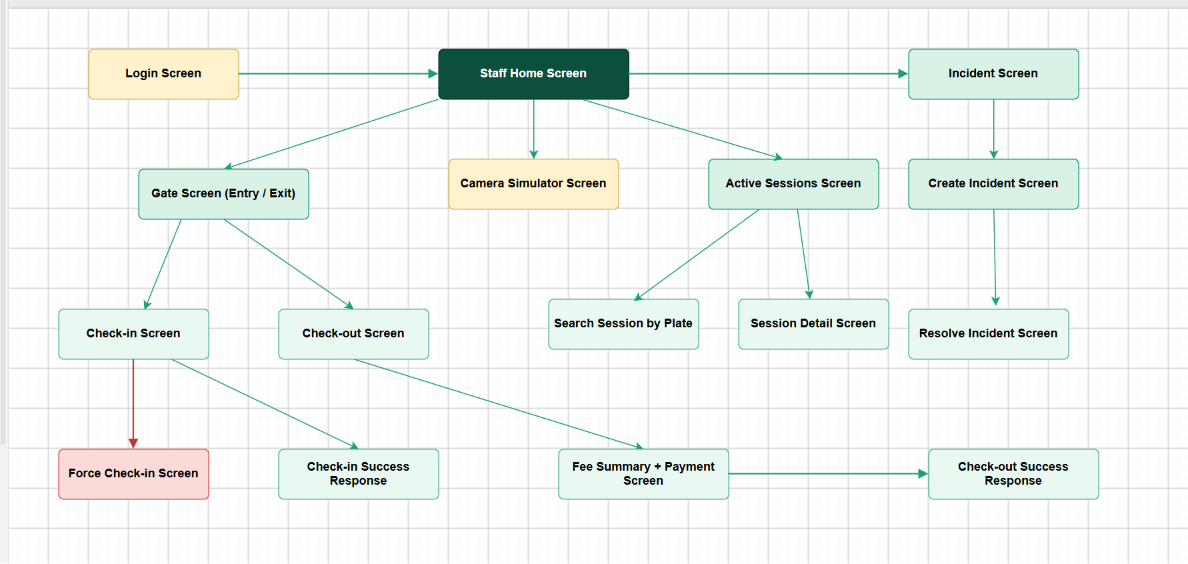 Login Screen
Staff Home Screen
Incident Screen
Gate Screen (Entry / Exit)
Camera Simulator Screen
Active Sessions Screen
Create Incident Screen
Check-in Screen
Check-out Screen
Search Session by Plate
Session Detail Screen
Resolve Incident Screen
Force Check-in Screen
Check-in Success
Response
Fee Summary + Payment
Screen
Check-out Success
Response